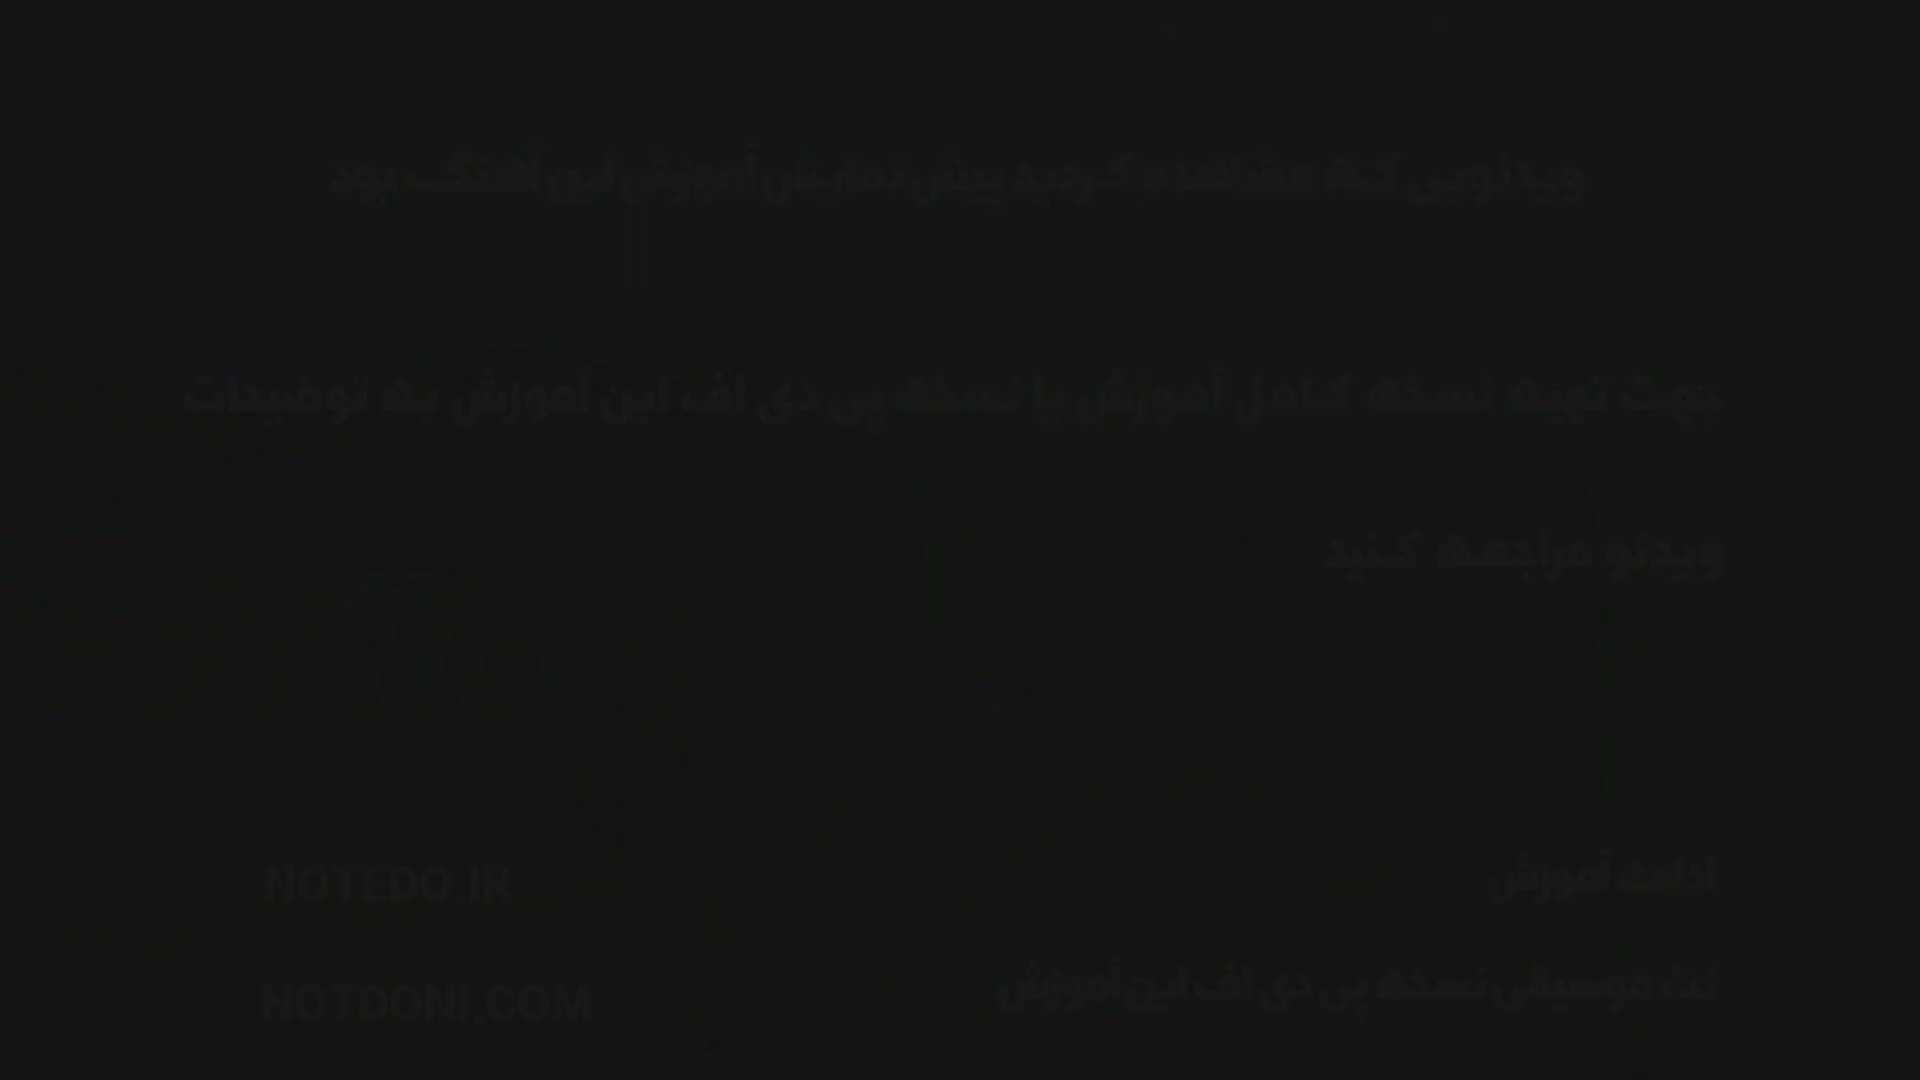 ویدئویی که مشاهده کردید پیش نمایش آموزش این آهنگ بود
جهت تهیه نسخه کامل آموزش یا نسخه پی دی اف این آموزش به توضیحات
ویدئو مراجعه کنید
ادامه آموزش
NOTEDO.IR
نت موسیقی نسخه پی دی اف این آموزش
NOTDONI.COM